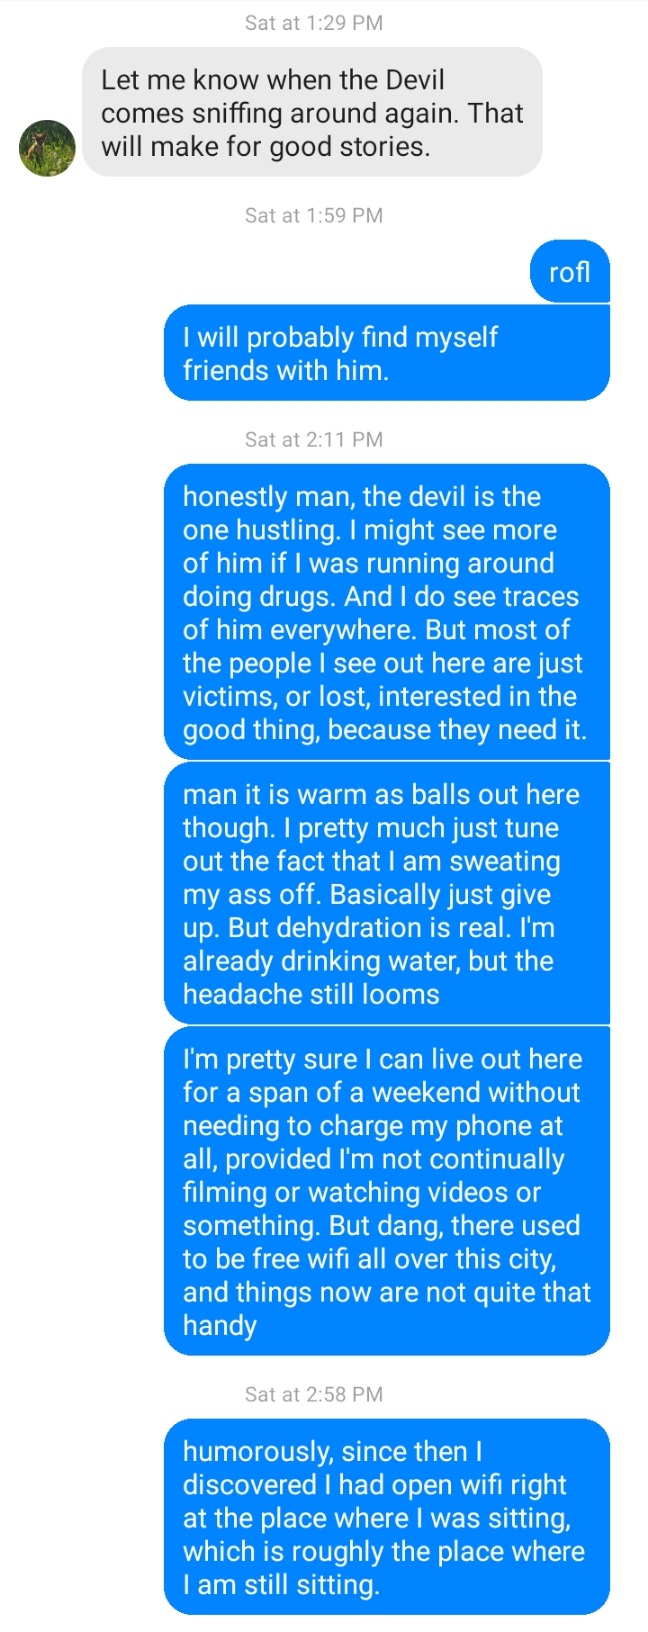 Sat at 1:29 PM
Let me know when the Devil
comes sniffing around again. That
will make for good stories.
Sat at 1:59 PM
rofl
I will probably find myself
friends with him.
Sat at 2:11 PM
honestly man, the devil is the
one hustling. I might see more
of him if I was running around
doing drugs. And I do see traces
of him everywhere. But most of
the people I see out here are just
victims, or lost, interested in the
good thing, because they need it.
man it is warm as balls out here
though. I pretty much just tune
out the fact that I am sweating
my ass off. Basically just give
up. But dehydration is real. I'm
already drinking water, but the
headache still looms
I'm pretty sure I can live out here
for a span of a weekend without
needing to charge my phone at
all, provided I'm not continually
filming or watching videos or
something. But dang, there used
to be free wifi all over this city,
and things now are not quite that
handy
Sat at 2:58 PM
humorously, since then I
discovered I had open wifi right
at the place where I was sitting,
which is roughly the place where
I am still sitting.